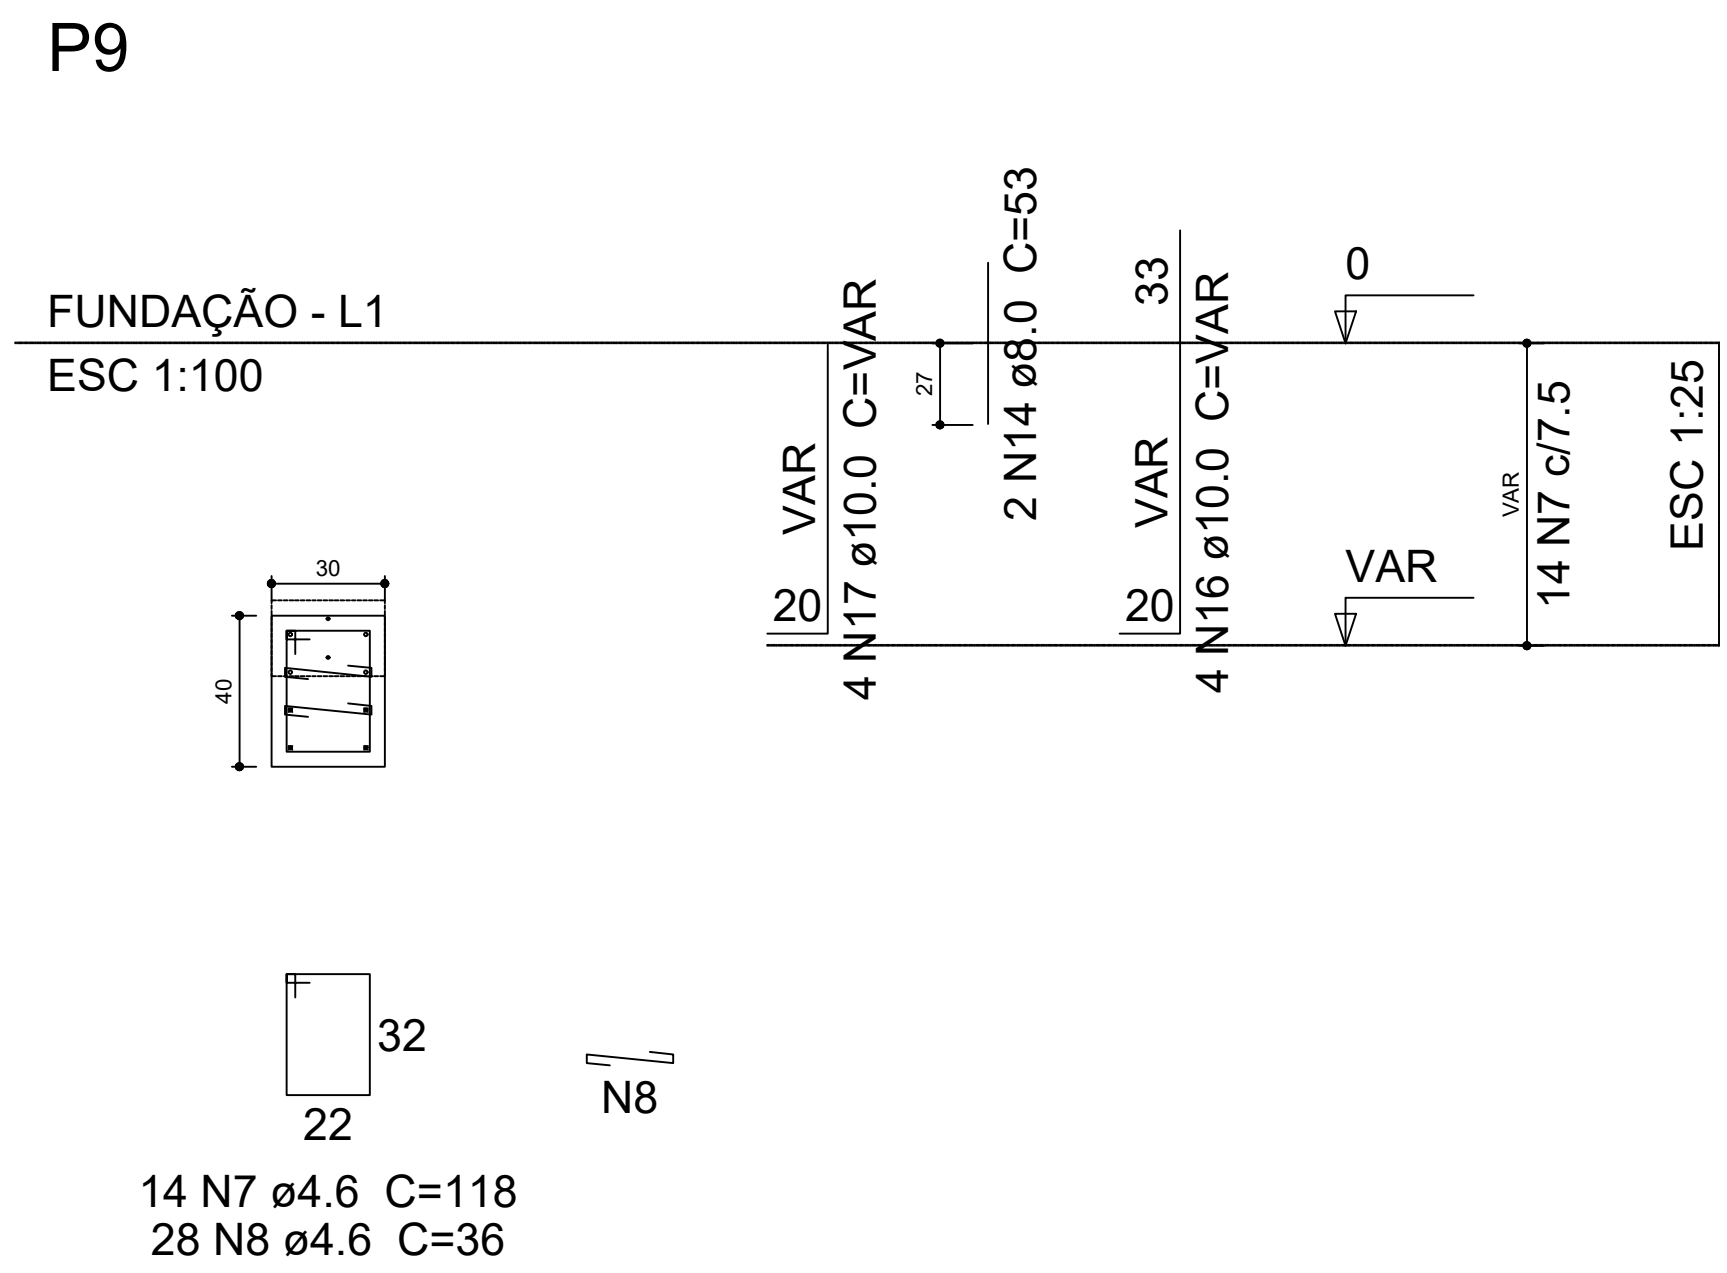 P9
FUNDAÇÃO - L1
ESC 1:100
VAR
20
4 N17 ø10.0 C=VAR
27
2 N14 ø8.0 C=53
33
VAR
20
4 N16 ø10.0 C=VAR
0
VAR
VAR
14 N7 c/7.5
ESC 1:25
30
40
32
22
N8
14 N7 ø4.6 C=118
28 N8 ø4.6 C=36